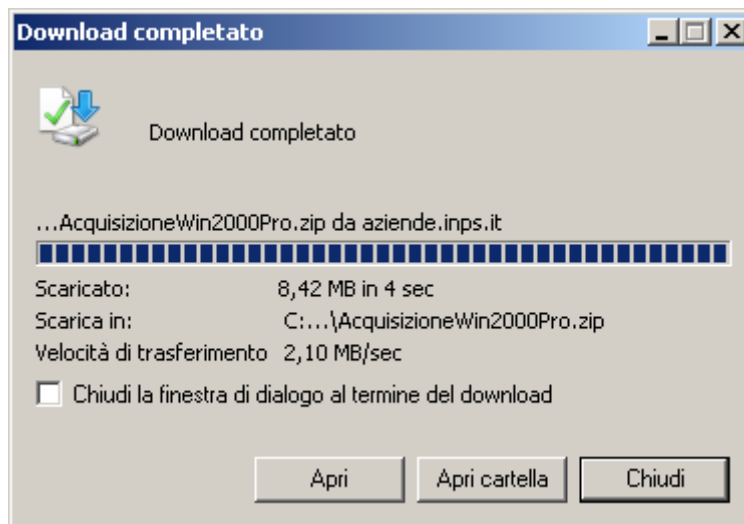 Download completato
Download completato
...AcquisizioneWin2000Pro.zip da aziende.inps.it
Scaricato: 8,42 MB in 4 sec
Scarica in: C:...\AcquisizioneWin2000Pro.zip
Velocità di trasferimento 2,10 MB/sec
Chiudi la finestra di dialogo al termine del download
Apri Apri cartella Chiudi